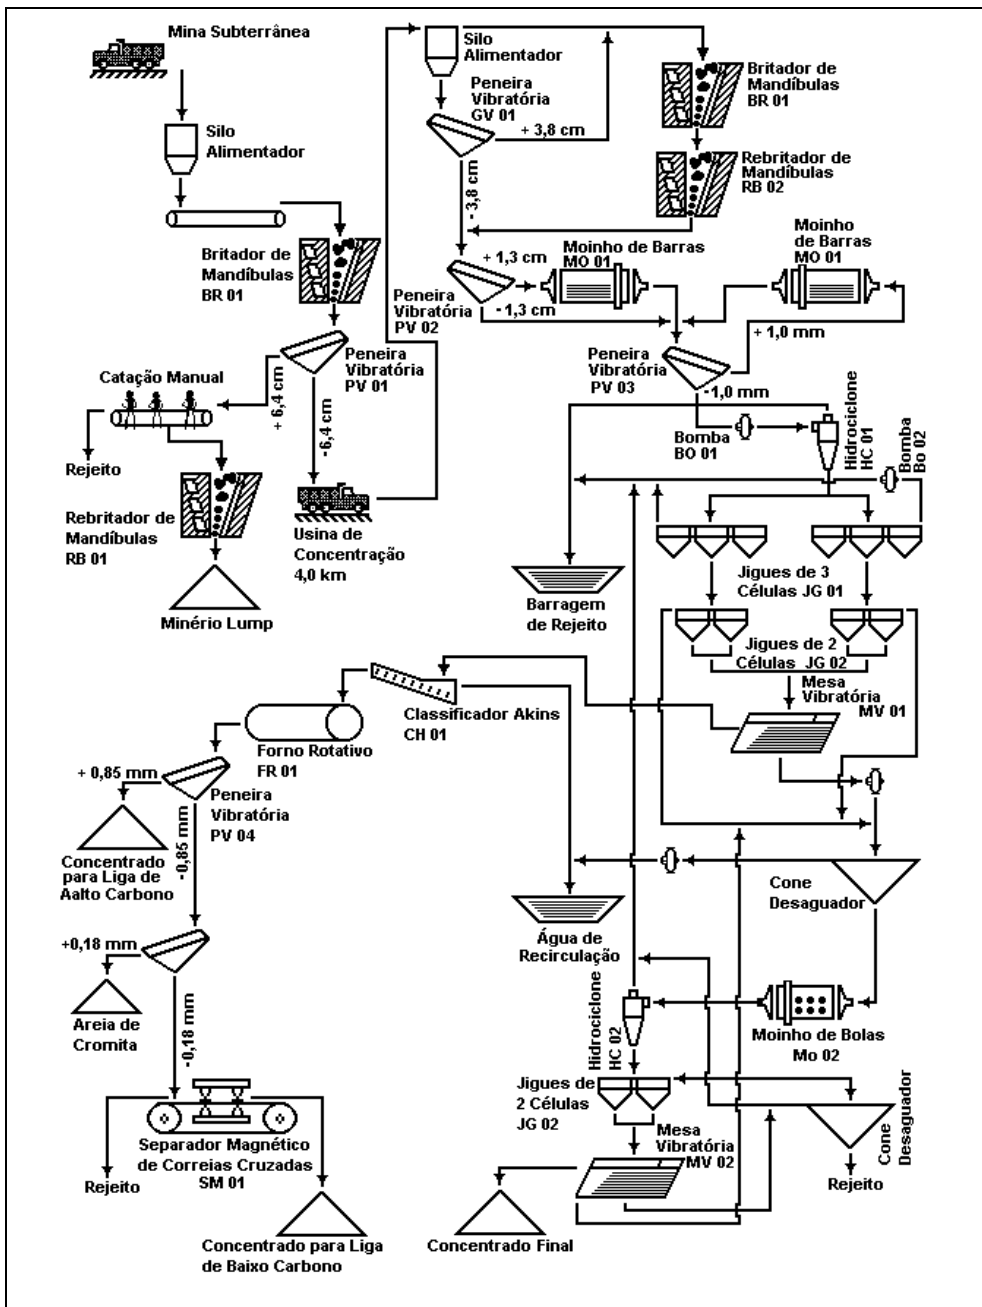 Mina Subterrânea
Silo
Alimentador
Britador de
Mandíbulas
BR 01
Peneira
Vibratória
PV 01
Catação Manual
+ 6,4 cm
-6,4 cm
Rejeito
Rebritador de
Mandíbulas
RB 01
Minério Lump
Usina de
Concentração
4,0 km
Silo
Alimentador
Peneira
Vibratória
GV 01
+ 3,8 cm
- 3,8 cm
Britador de
Mandíbulas
BR 01
Rebritador de
Mandíbulas
RB 02
Moinho de Barras
MO 01
+ 1,3 cm
- 1,3 cm
Peneira
Vibratória
PV 02
Moinho
de Barras
MO 01
+ 1,0 mm
Peneira
Vibratória
PV 03
-1,0 mm
Bomba
BO 01
Hidrociclone
HC 01
Bomba
Bo 02
Barragem
de Rejeito
Jigues de 3
Células JG 01
Jigues de 2
Células JG 02
Mesa
Vibratória
MV 01
Classificador Akins
CH 01
Forno Rotativo
FR 01
+ 0,85 mm
Peneira
Vibratória
PV 04
-0,85 mm
Concentrado
para Liga de
Aalto Carbono
Cone
Desaguador
Água de
Recirculação
+0,18 mm
-0,18 mm
Areia de
Cromita
Hidrociclone
HC 02
Moinho de Bolas
Mo 02
Jigues de
2 Células
JG 02
Mesa
Vibratória
MV 02
Cone
Desaguador
Rejeito
Separador Magnético
de Correias Cruzadas
SM 01
Rejeito
Concentrado para Liga
de Baixo Carbono
Concentrado Final